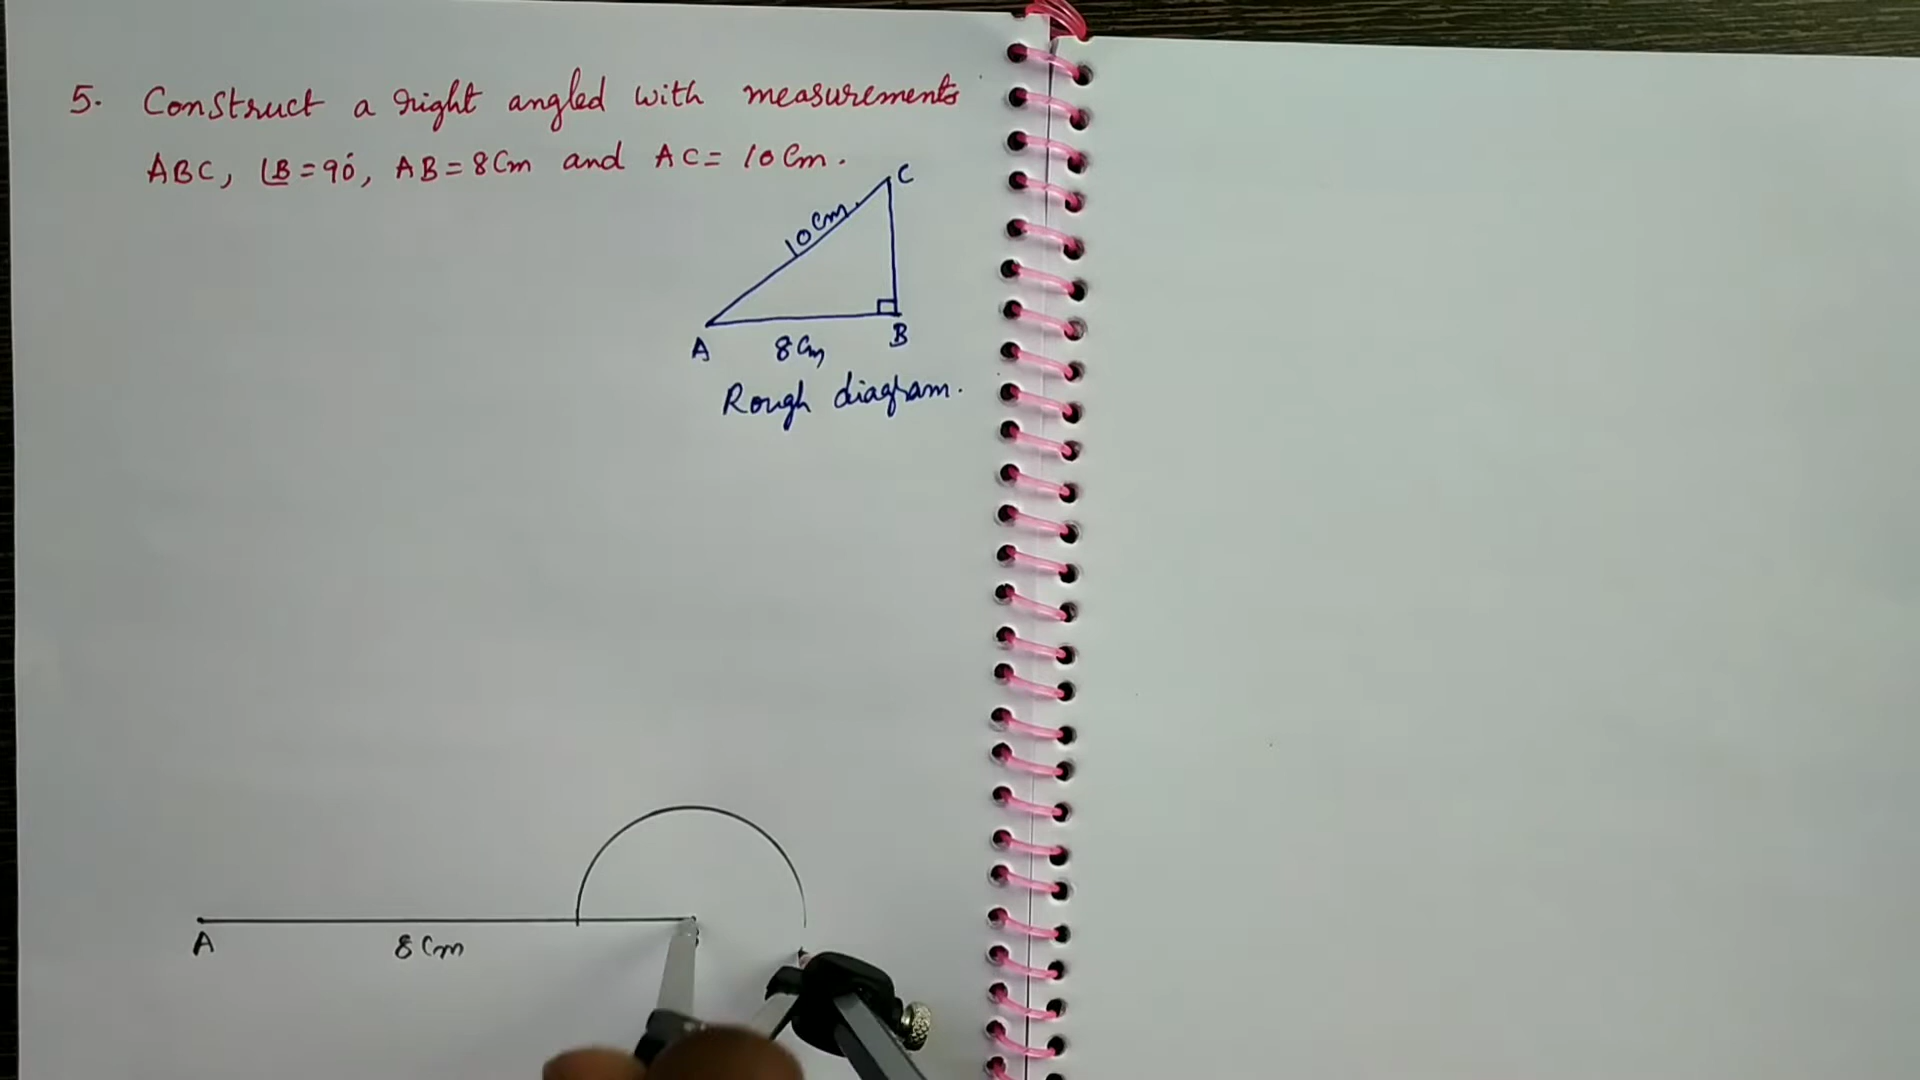 5. Construct a right angled with measurements
ABC, ∠B = 90°, AB = 8 Cm and AC = 10 Cm.
C
10 Cm
A 8 Cm B
Rough diagram.
A 8 Cm